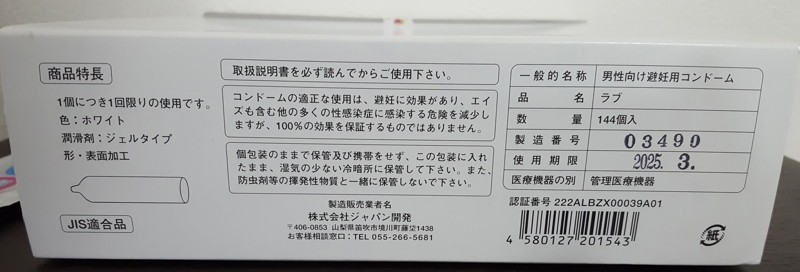 商品特長
1個につき1回限りの使用です。
色：ホワイト
潤滑剤：ジェルタイプ
形・表面加工
JIS適合品
取扱説明書を必ず読んでからご使用下さい。
コンドームの適正な使用は、避妊に効果があり、エイ
ズも含む他の多くの性感染症に感染する危険を減少し
ますが、100％の効果を保証するものではありません。
個包装のままで保管及び携帯をせず、この包装に入れ
たまま、湿気の少ない冷暗所に保管して下さい。また、
防虫剤等の揮発性物質と一緒に保管しないで下さい。
製造販売業者名
株式会社ジャパン開発
〒406-0853 山梨県笛吹市境川町藤垈1438
お客様相談窓口：TEL 055-266-5681
一般的名称 男性向け避妊用コンドーム
品名 ラブ
数量 144個入
製造番号 03490
使用期限 2025.3.
医療機器の別 管理医療機器
認証番号 222ALBZX00039A01
4 580127 201543
紙